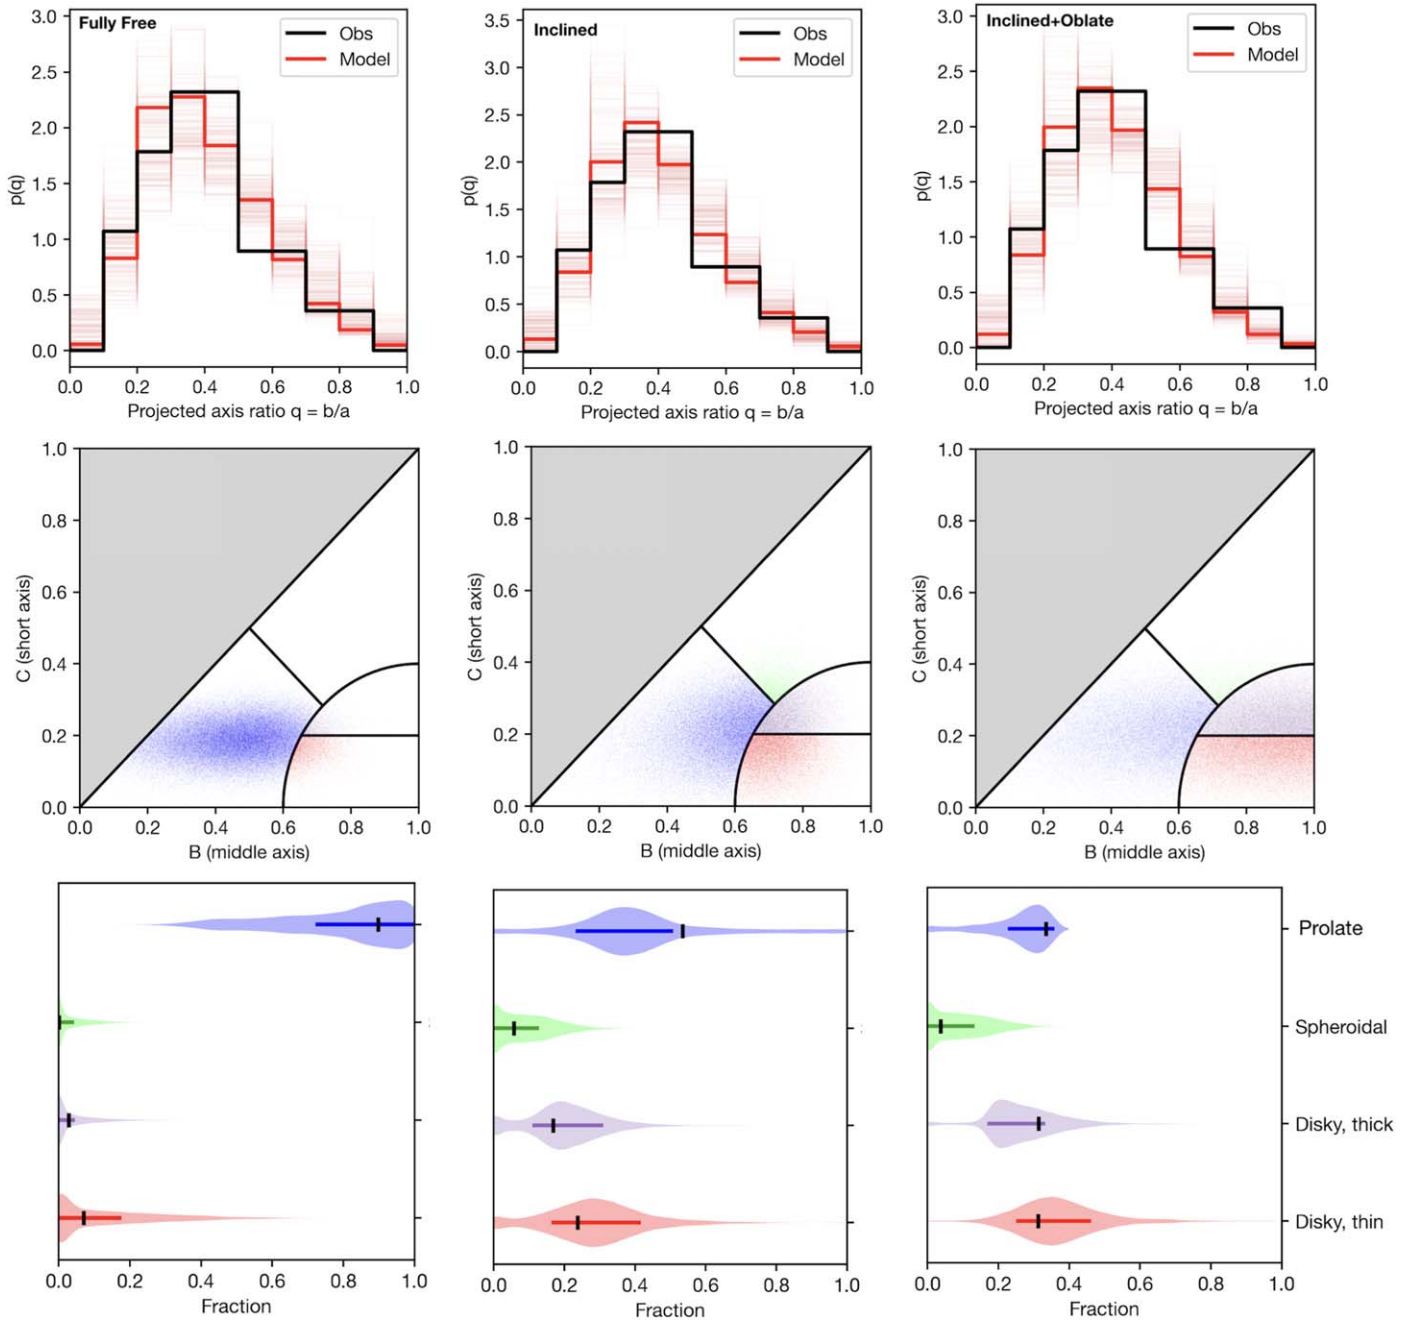 Fully Free
Obs
Model
3.0
2.5
2.0
1.5
1.0
0.5
0.0
p(q)
0.0 0.2 0.4 0.6 0.8 1.0
Projected axis ratio q = b/a
Inclined
Obs
Model
3.5
3.0
2.5
2.0
1.5
1.0
0.5
0.0
p(q)
0.0 0.2 0.4 0.6 0.8 1.0
Projected axis ratio q = b/a
Inclined+Oblate
Obs
Model
3.0
2.5
2.0
1.5
1.0
0.5
0.0
p(q)
0.0 0.2 0.4 0.6 0.8 1.0
Projected axis ratio q = b/a
1.0
0.8
0.6
0.4
0.2
0.0
C (short axis)
0.0 0.2 0.4 0.6 0.8 1.0
B (middle axis)
1.0
0.8
0.6
0.4
0.2
0.0
C (short axis)
0.0 0.2 0.4 0.6 0.8 1.0
B (middle axis)
1.0
0.8
0.6
0.4
0.2
0.0
C (short axis)
0.0 0.2 0.4 0.6 0.8 1.0
B (middle axis)
0.0 0.2 0.4 0.6 0.8 1.0
Fraction
0.0 0.2 0.4 0.6 0.8 1.0
Fraction
Prolate
Spheroidal
Disky, thick
Disky, thin
0.0 0.2 0.4 0.6 0.8 1.0
Fraction